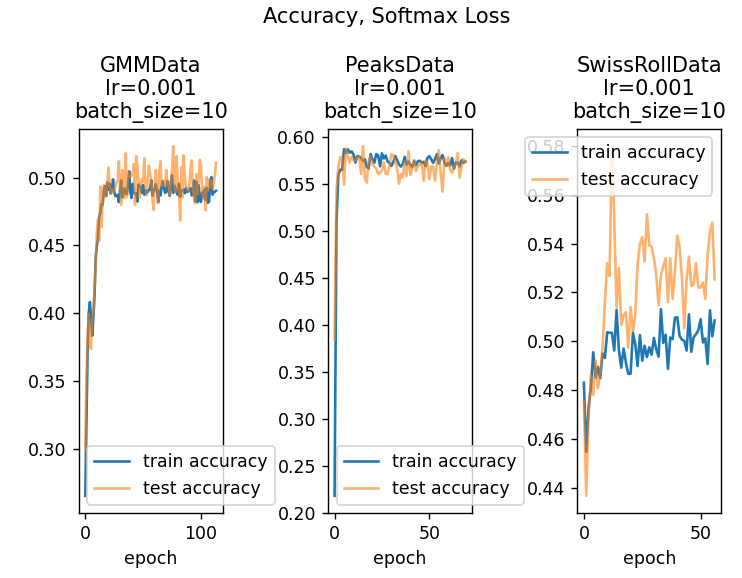 Accuracy, Softmax Loss
GMMData
lr=0.001
batch_size=10
0.50
0.45
0.40
0.35
0.30
train accuracy
test accuracy
0
100
epoch
PeaksData
lr=0.001
batch_size=10
0.60
0.55
0.50
0.45
0.40
0.35
0.30
0.25
0.20
train accuracy
test accuracy
0
50
epoch
SwissRollData
lr=0.001
batch_size=10
0.58
0.56
0.54
0.52
0.50
0.48
0.46
0.44
train accuracy
test accuracy
0
50
epoch